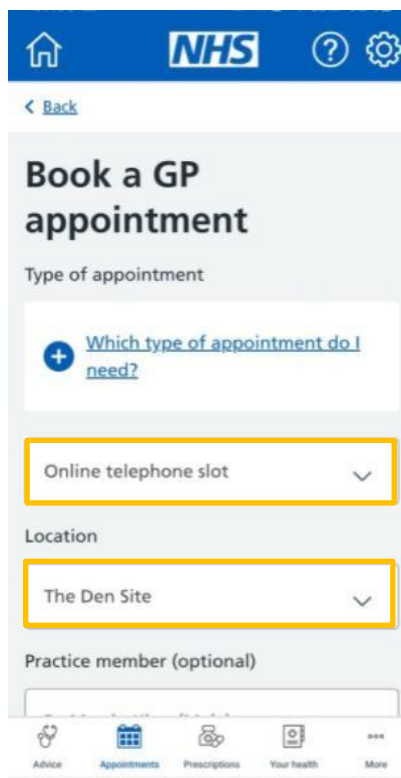 NHS
Back
Book a GP
appointment
Type of appointment
Which type of appointment do I
need?
Online telephone slot
Location
The Den Site
Practice member (optional)
Advice
Appointments
Prescriptions
Your health
More